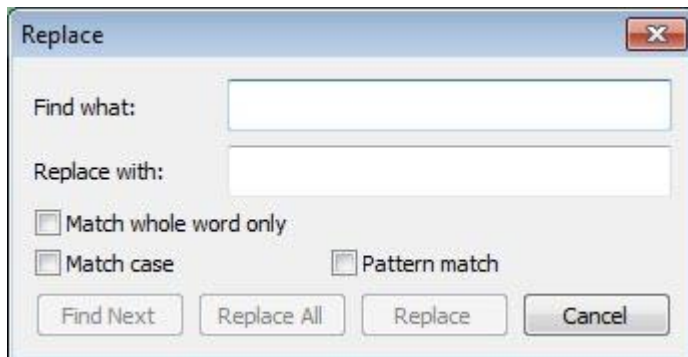 Replace
Find what:
Replace with:
Match whole word only
Match case Pattern match
Find Next Replace All Replace Cancel